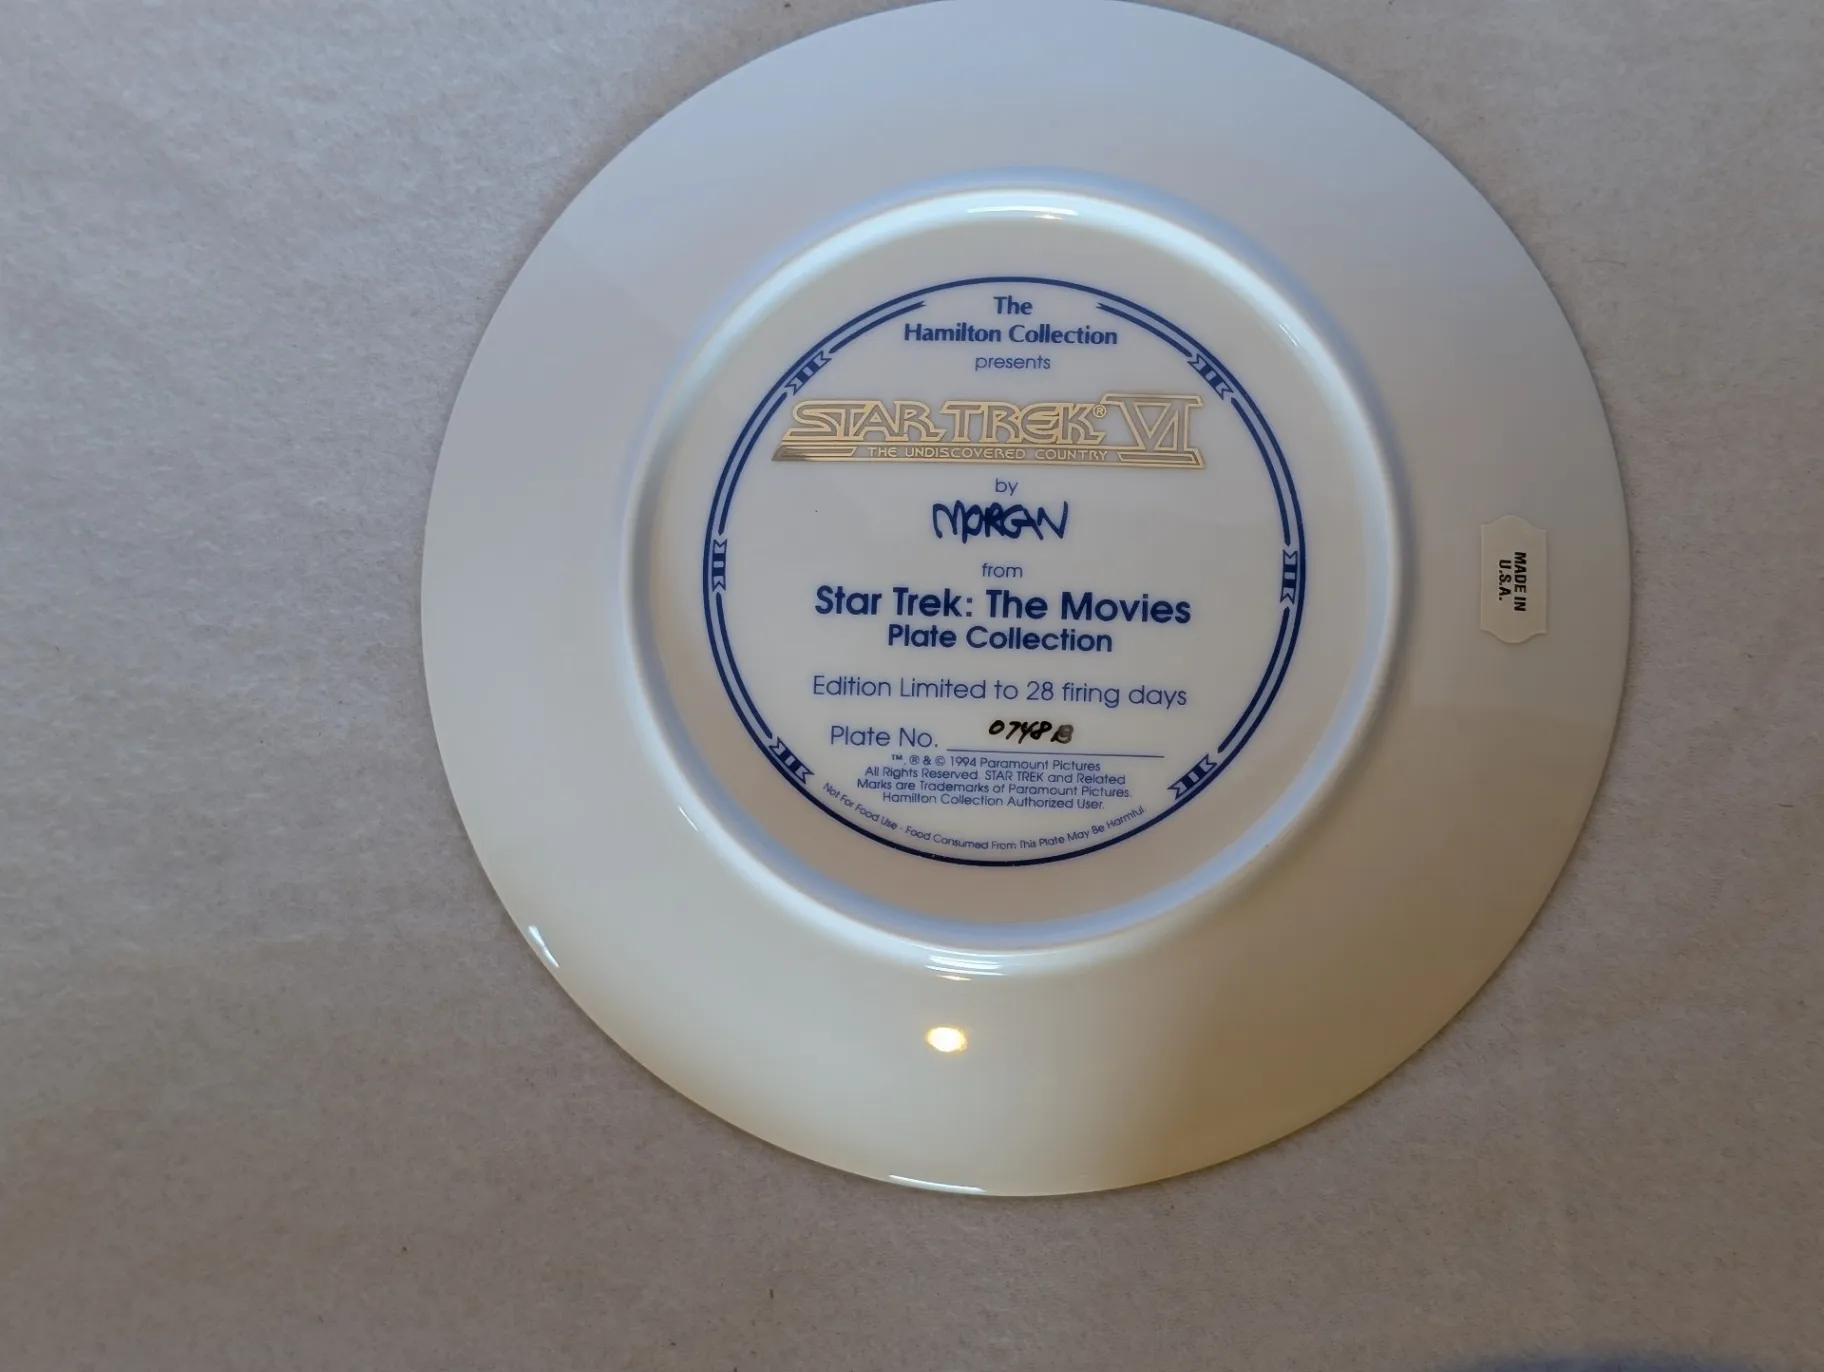 The
Hamilton Collection
presents
STAR TREK® VI
THE UNDISCOVERED COUNTRY
by
MORGAN
from
Star Trek: The Movies
Plate Collection
Edition Limited to 28 firing days
Plate No. 0748B
™, ® & © 1994 Paramount Pictures
All Rights Reserved. STAR TREK and Related
Marks are Trademarks of Paramount Pictures.
Hamilton Collection Authorized User.
Not For Food Use - Food Consumed From This Plate May Be Harmful
MADE IN
U.S.A.